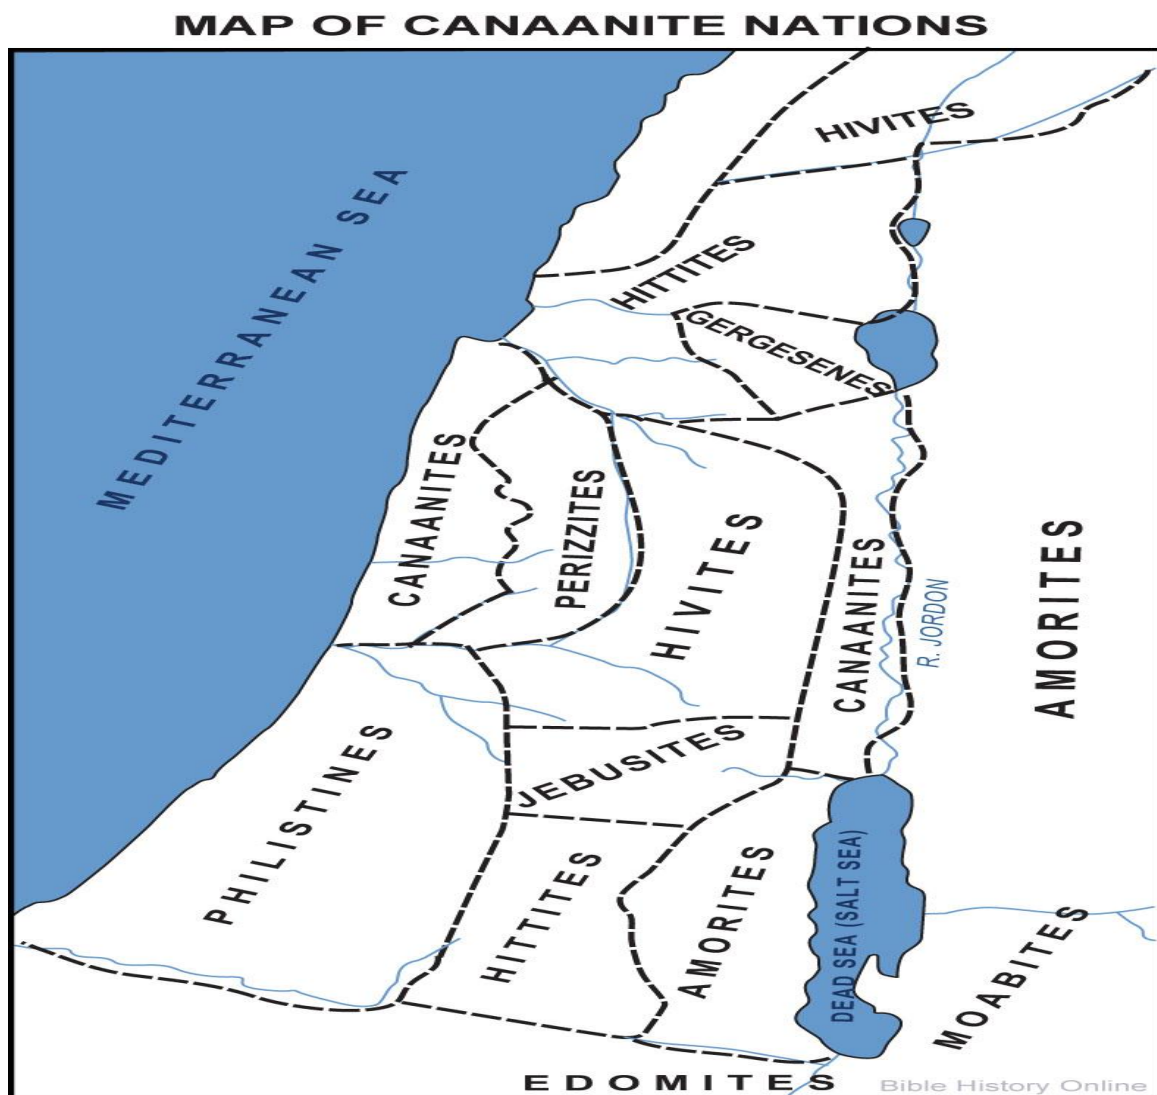 MAP OF CANAANITE NATIONS
HIVITES
MEDITERRANEAN SEA
HITTITES
GERGESENES
CANAANITES
PERIZZITES
HIVITES
CANAANITES
R. JORDON
AMORITES
JEBUSITES
PHILISTINES
HITTITES
AMORITES
DEAD SEA (SALT SEA)
MOABITES
EDOMITES
Bible History Online